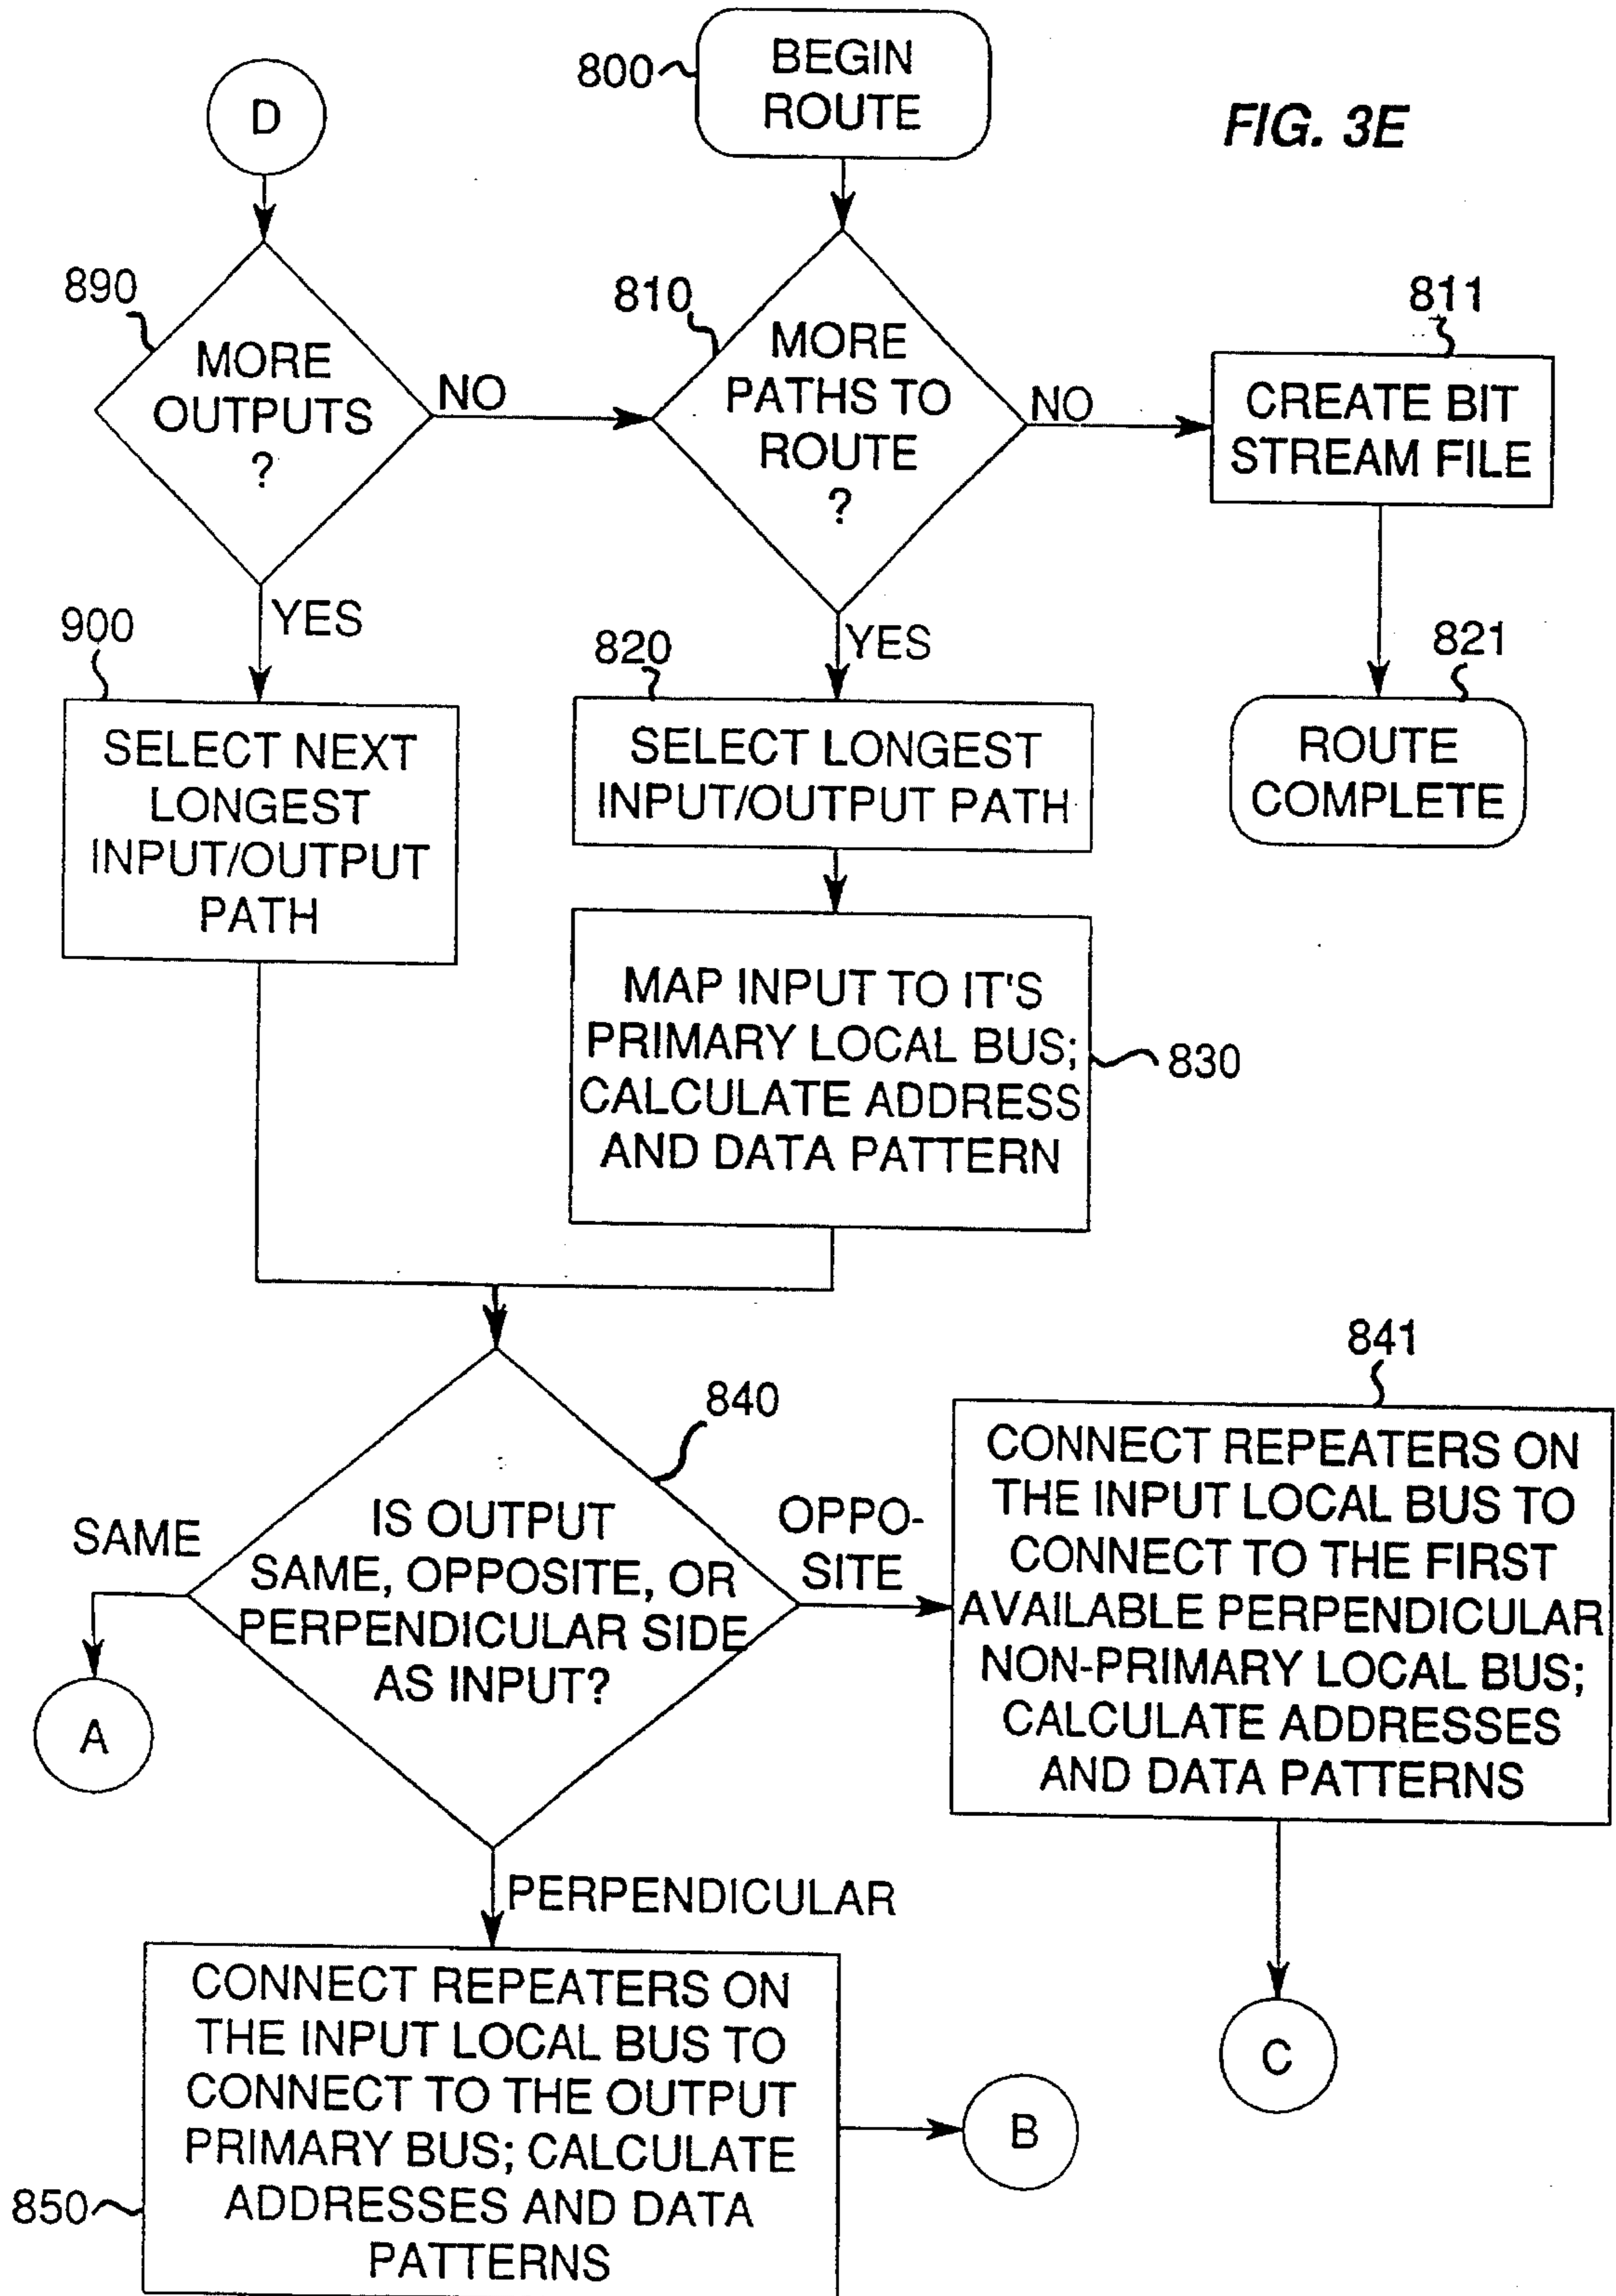 BEGIN
ROUTE
800
FIG. 3E
D
890
MORE
OUTPUTS
?
NO
810
MORE
PATHS TO
ROUTE
?
NO
811
CREATE BIT
STREAM FILE
YES
900
SELECT NEXT
LONGEST
INPUT/OUTPUT
PATH
YES
820
SELECT LONGEST
INPUT/OUTPUT PATH
821
ROUTE
COMPLETE
MAP INPUT TO IT'S
PRIMARY LOCAL BUS;
CALCULATE ADDRESS
AND DATA PATTERN
830
840
IS OUTPUT
SAME, OPPOSITE, OR
PERPENDICULAR SIDE
AS INPUT?
SAME
A
OPPO-
SITE
841
CONNECT REPEATERS ON
THE INPUT LOCAL BUS TO
CONNECT TO THE FIRST
AVAILABLE PERPENDICULAR
NON-PRIMARY LOCAL BUS;
CALCULATE ADDRESSES
AND DATA PATTERNS
C
PERPENDICULAR
CONNECT REPEATERS ON
THE INPUT LOCAL BUS TO
CONNECT TO THE OUTPUT
PRIMARY BUS; CALCULATE
ADDRESSES AND DATA
PATTERNS
850
B